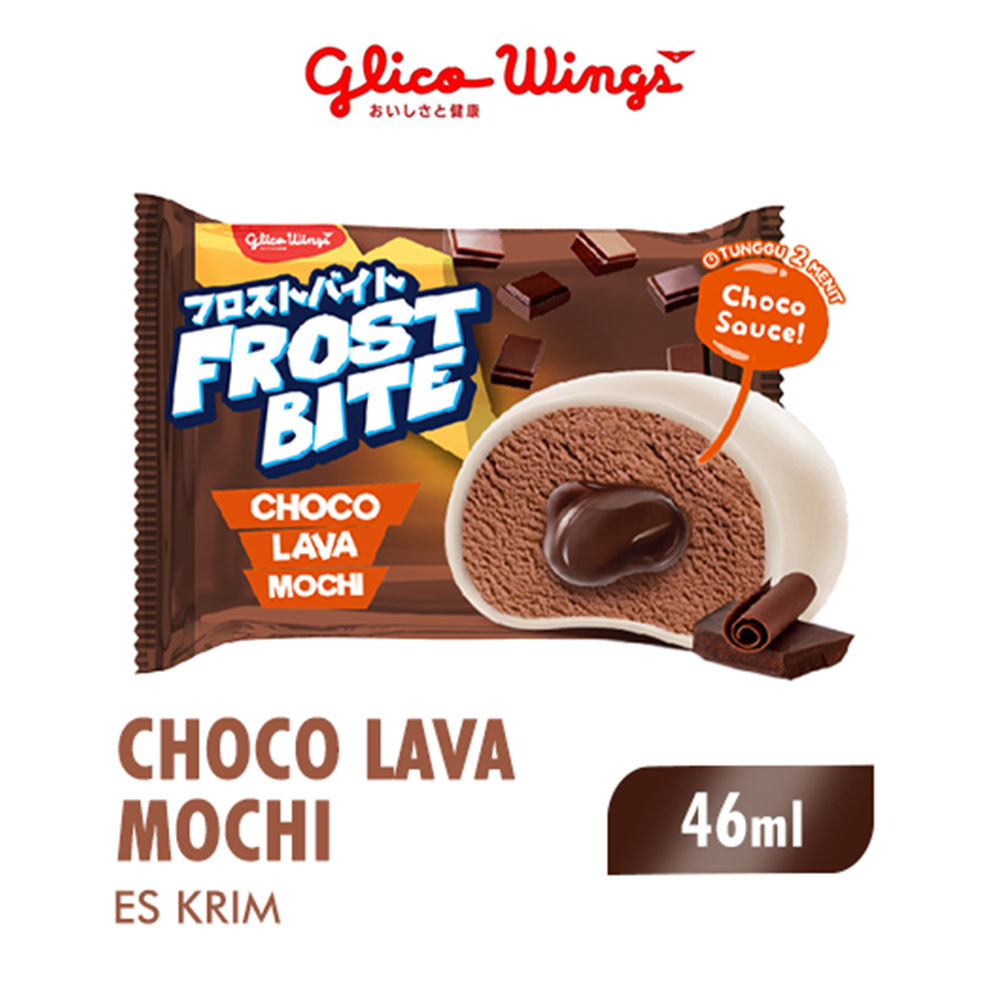 Glico Wings
おいしさと健康
Glico Wings
フロストバイト
FROST
BITE
CHOCO
LAVA
MOCHI
TUNGGU 2 MENIT
Choco
Sauce!
CHOCO LAVA
MOCHI
ES KRIM
46ml